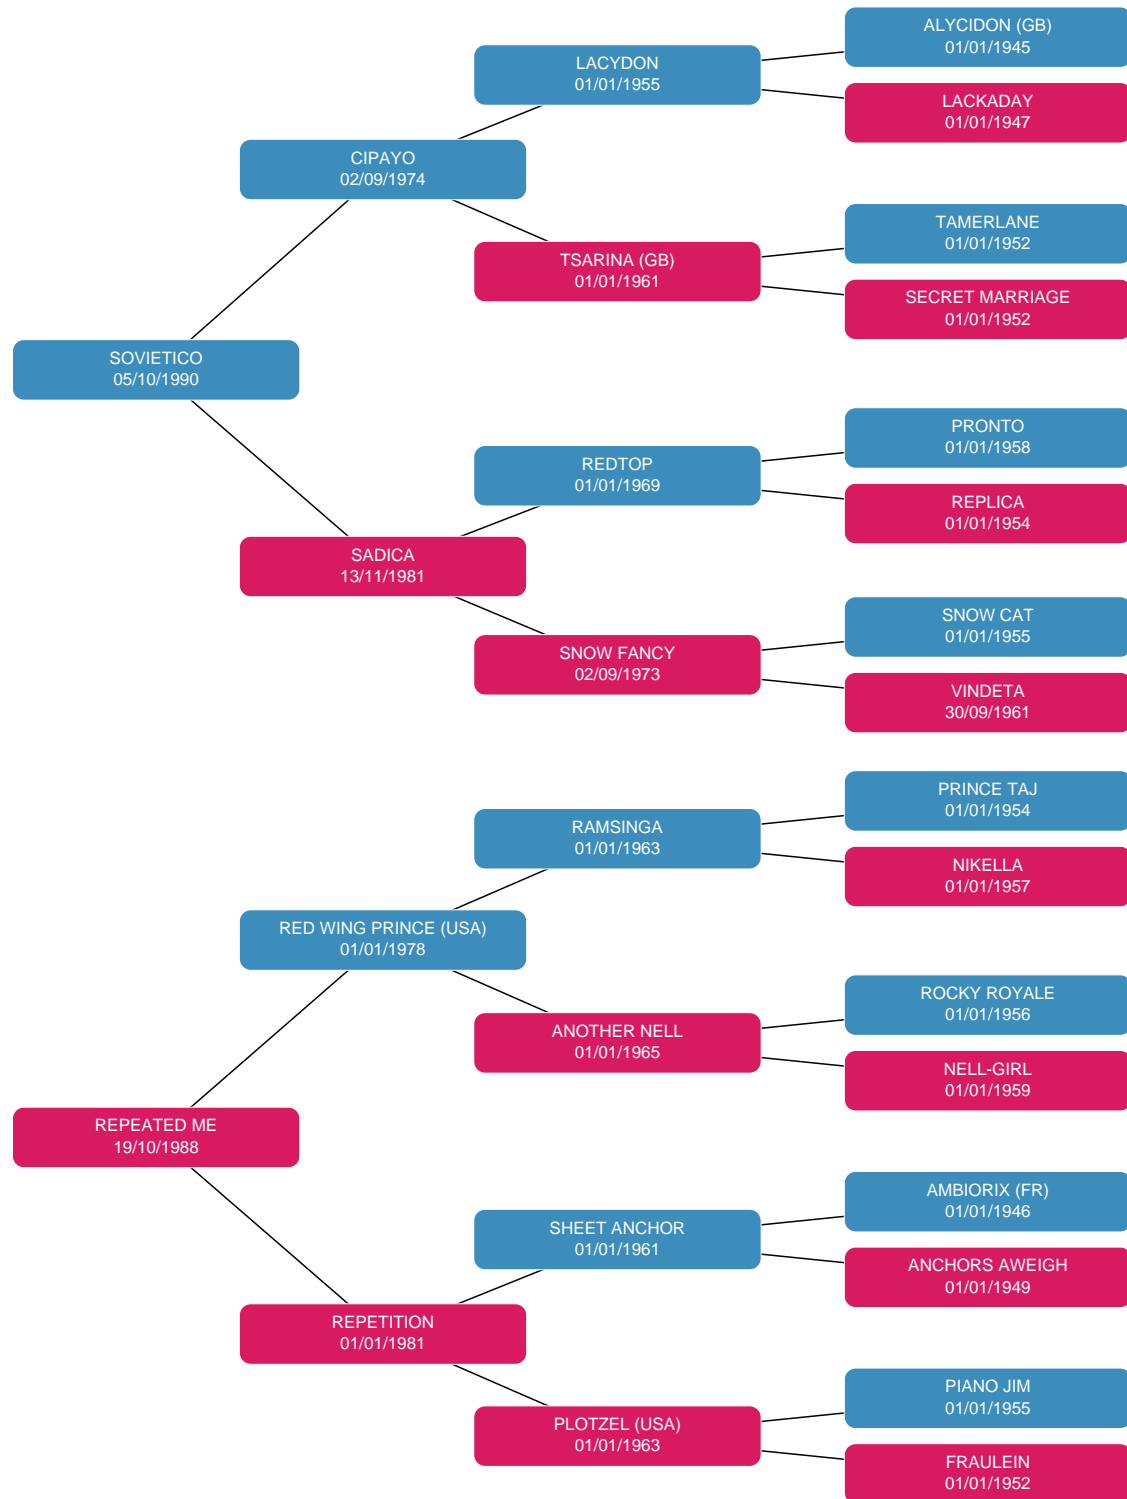 ALYCIDON (GB)
01/01/1945
LACYDON
01/01/1955
LACKADAY
01/01/1947
CIPAYO
02/09/1974
TAMERLANE
01/01/1952
TSARINA (GB)
01/01/1961
SECRET MARRIAGE
01/01/1952
SOVIETICO
05/10/1990
PRONTO
01/01/1958
REDTOP
01/01/1969
REPLICA
01/01/1954
SADICA
13/11/1981
SNOW CAT
01/01/1955
SNOW FANCY
02/09/1973
VINDETA
30/09/1961
PRINCE TAJ
01/01/1954
RAMSINGA
01/01/1963
NIKELLA
01/01/1957
RED WING PRINCE (USA)
01/01/1978
ROCKY ROYALE
01/01/1956
ANOTHER NELL
01/01/1965
NELL-GIRL
01/01/1959
REPEATED ME
19/10/1988
AMBIORIX (FR)
01/01/1946
SHEET ANCHOR
01/01/1961
ANCHORS AWEIGH
01/01/1949
REPETITION
01/01/1981
PIANO JIM
01/01/1955
PLOTZEL (USA)
01/01/1963
FRAULEIN
01/01/1952